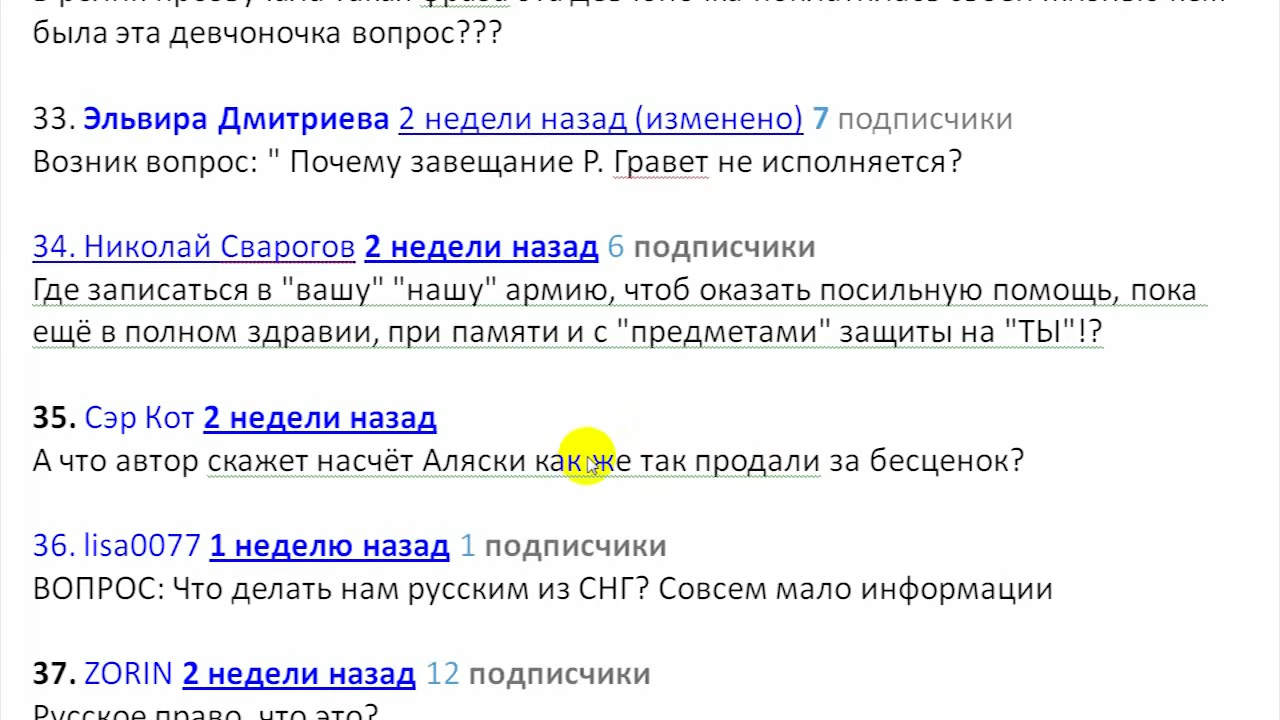 была эта девчоночка вопрос???
33. Эльвира Дмитриева 2 недели назад (изменено) 7 подписчики
Возник вопрос: " Почему завещание Р. Гравет не исполняется?
34. Николай Сварогов 2 недели назад 6 подписчики
Где записаться в "вашу" "нашу" армию, чтоб оказать посильную помощь, пока
ещё в полном здравии, при памяти и с "предметами" защиты на "ТЫ"!?
35. Сэр Кот 2 недели назад
А что автор скажет насчёт Аляски как же так продали за бесценок?
36. lisa0077 1 неделю назад 1 подписчики
ВОПРОС: Что делать нам русским из СНГ? Совсем мало информации
37. ZORIN 2 недели назад 12 подписчики
Русское право, что это?